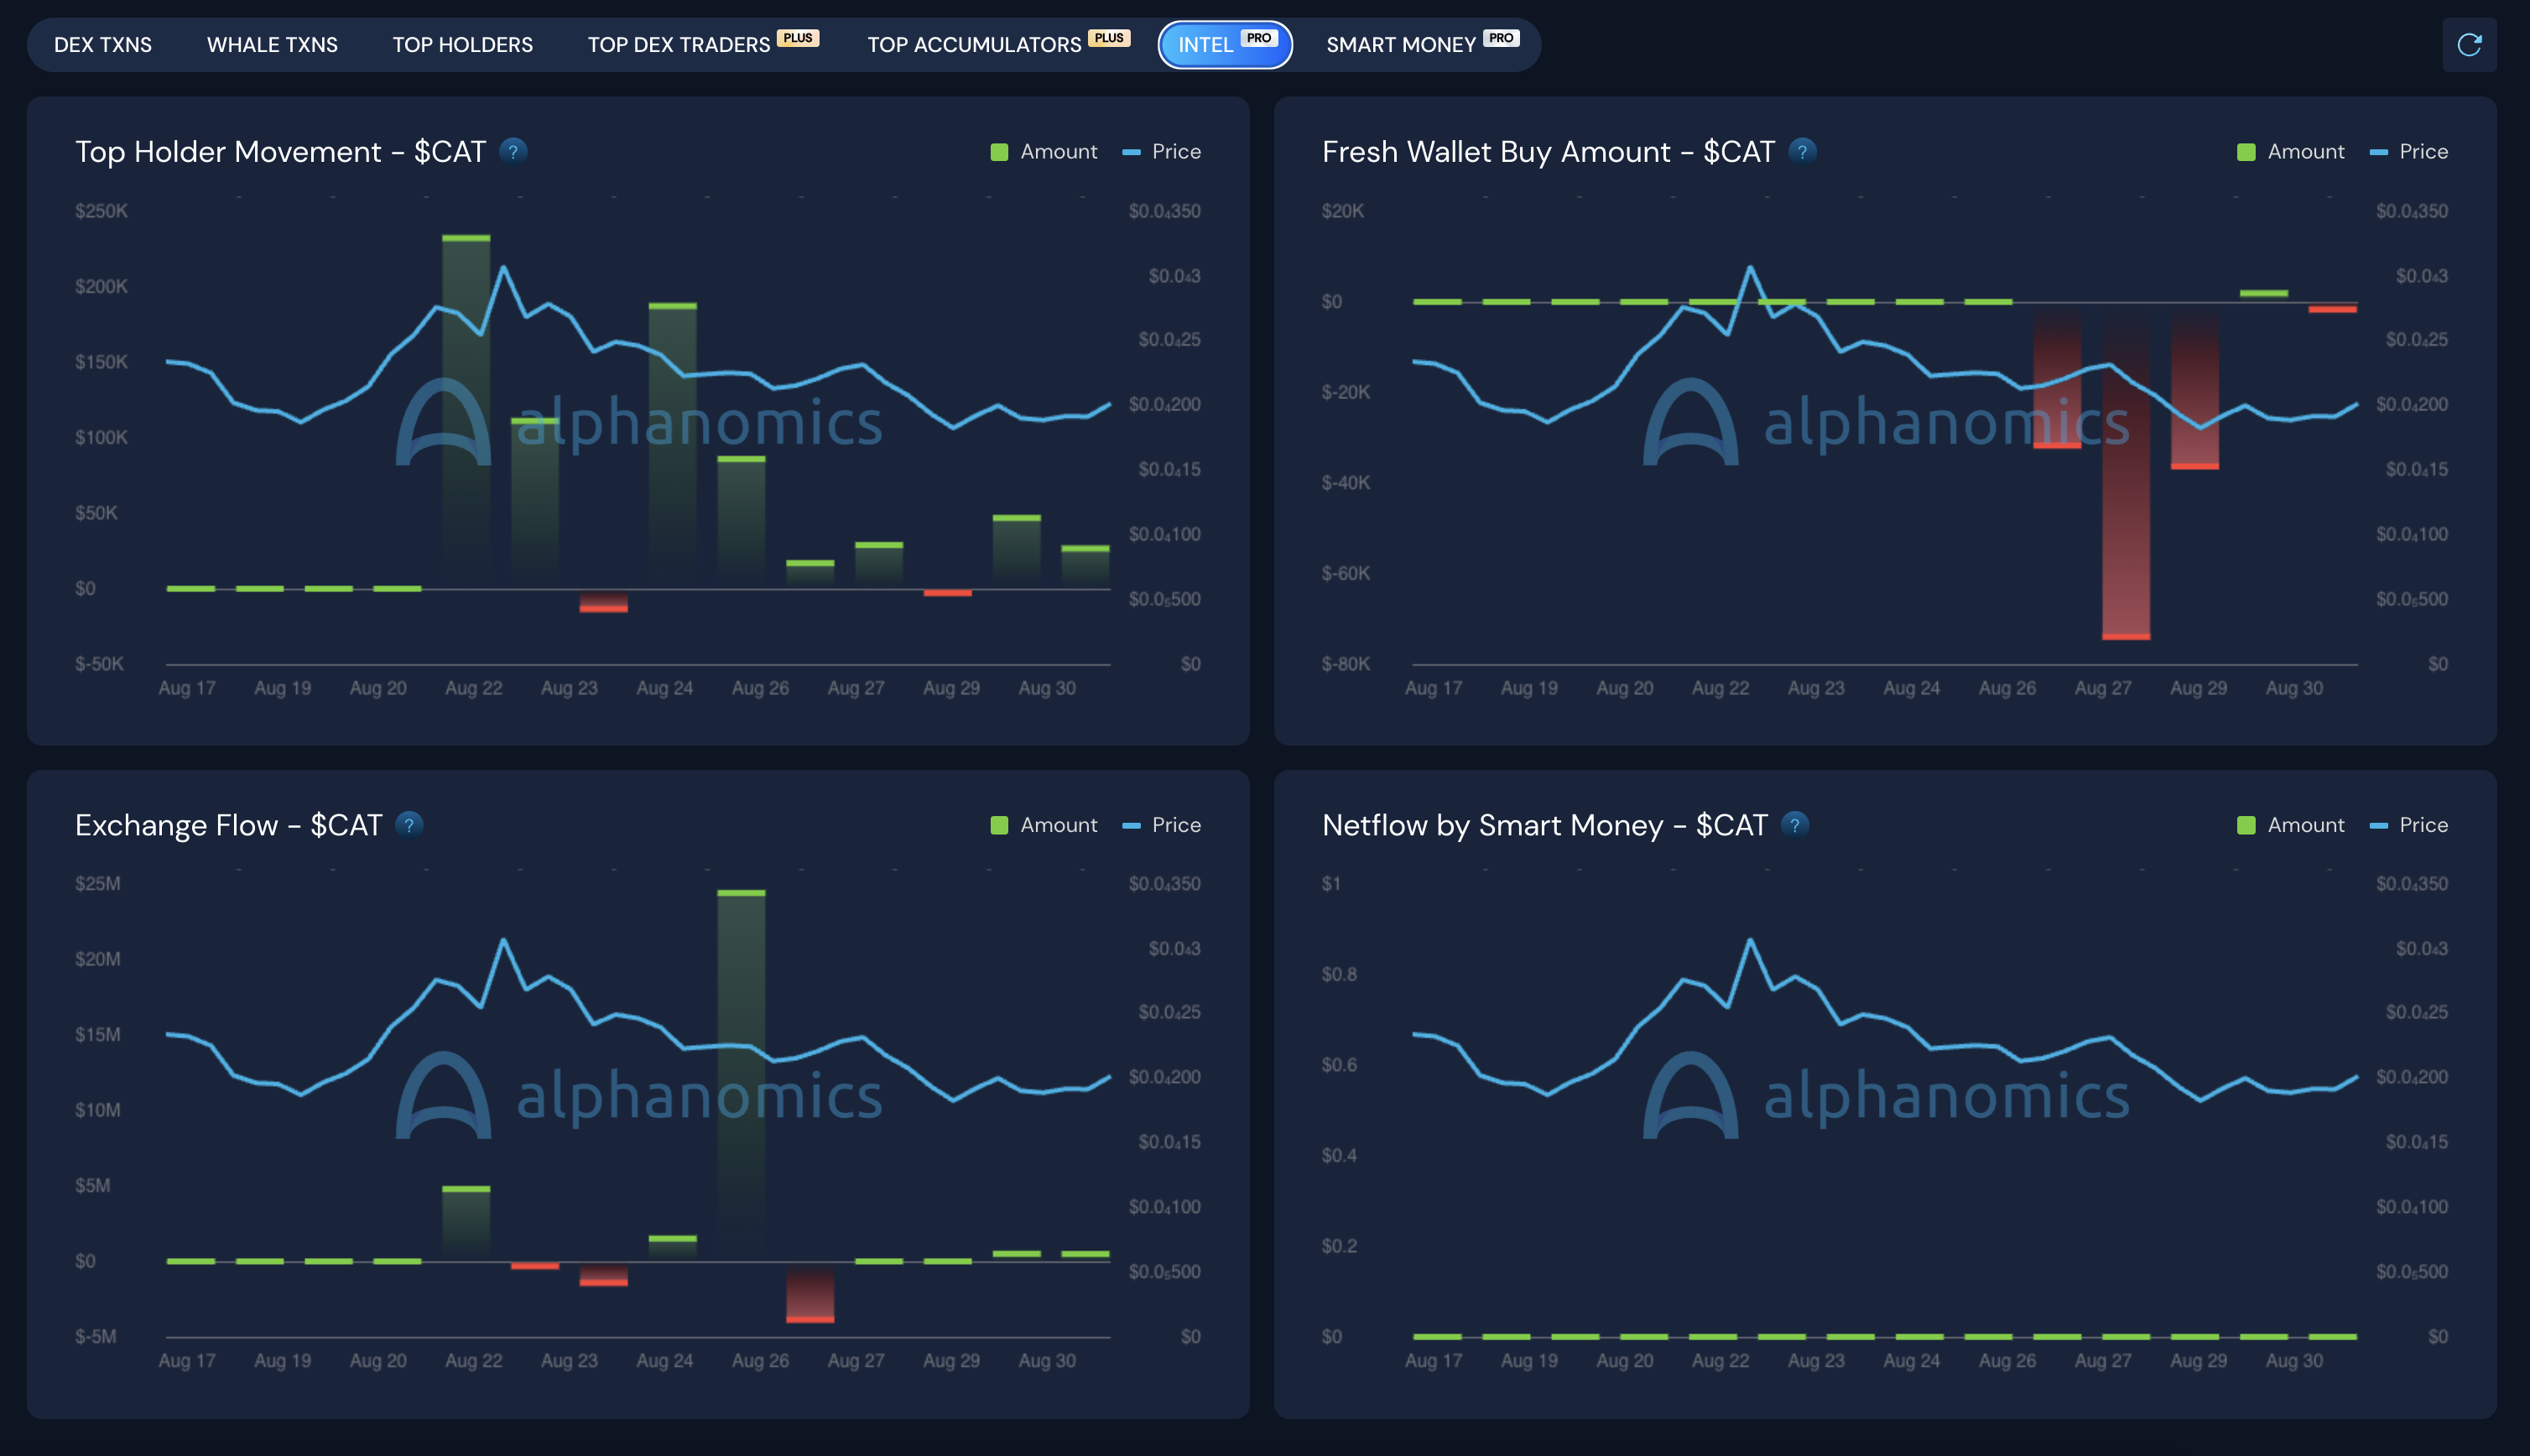 DEX TXNS WHALE TXNS TOP HOLDERS TOP DEX TRADERS PLUS TOP ACCUMULATORS PLUS INTEL PRO SMART MONEY PRO
Top Holder Movement - $CAT ? Amount Price
$250K $0.0₄350
$200K $0.0₄3
$150K $0.0₄25
$100K $0.0₄200
$50K $0.0₄15
$0 $0.0₄100
$-50K $0.0₅500
$0
alphanomics
Aug 17 Aug 19 Aug 20 Aug 22 Aug 23 Aug 24 Aug 26 Aug 27 Aug 29 Aug 30
Fresh Wallet Buy Amount - $CAT ? Amount Price
$20K $0.0₄350
$0 $0.0₄3
$-20K $0.0₄25
$-40K $0.0₄200
$-60K $0.0₄15
$-80K $0.0₄100
$0.0₅500
$0
alphanomics
Aug 17 Aug 19 Aug 20 Aug 22 Aug 23 Aug 24 Aug 26 Aug 27 Aug 29 Aug 30
Exchange Flow - $CAT ? Amount Price
$25M $0.0₄350
$20M $0.0₄3
$15M $0.0₄25
$10M $0.0₄200
$5M $0.0₄15
$0 $0.0₄100
$-5M $0.0₅500
$0
alphanomics
Aug 17 Aug 19 Aug 20 Aug 22 Aug 23 Aug 24 Aug 26 Aug 27 Aug 29 Aug 30
Netflow by Smart Money - $CAT ? Amount Price
$1 $0.0₄350
$0.8 $0.0₄3
$0.6 $0.0₄25
$0.4 $0.0₄200
$0.2 $0.0₄15
$0 $0.0₄100
$0.0₅500
$0
alphanomics
Aug 17 Aug 19 Aug 20 Aug 22 Aug 23 Aug 24 Aug 26 Aug 27 Aug 29 Aug 30